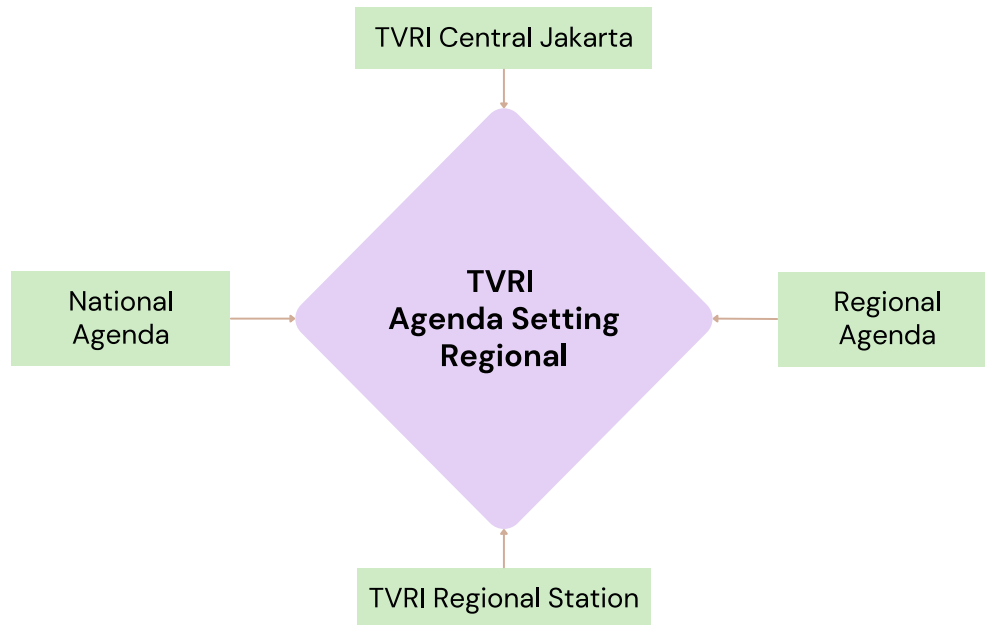 TVRI Central Jakarta
National
Agenda
TVRI
Agenda Setting
Regional
Regional
Agenda
TVRI Regional Station